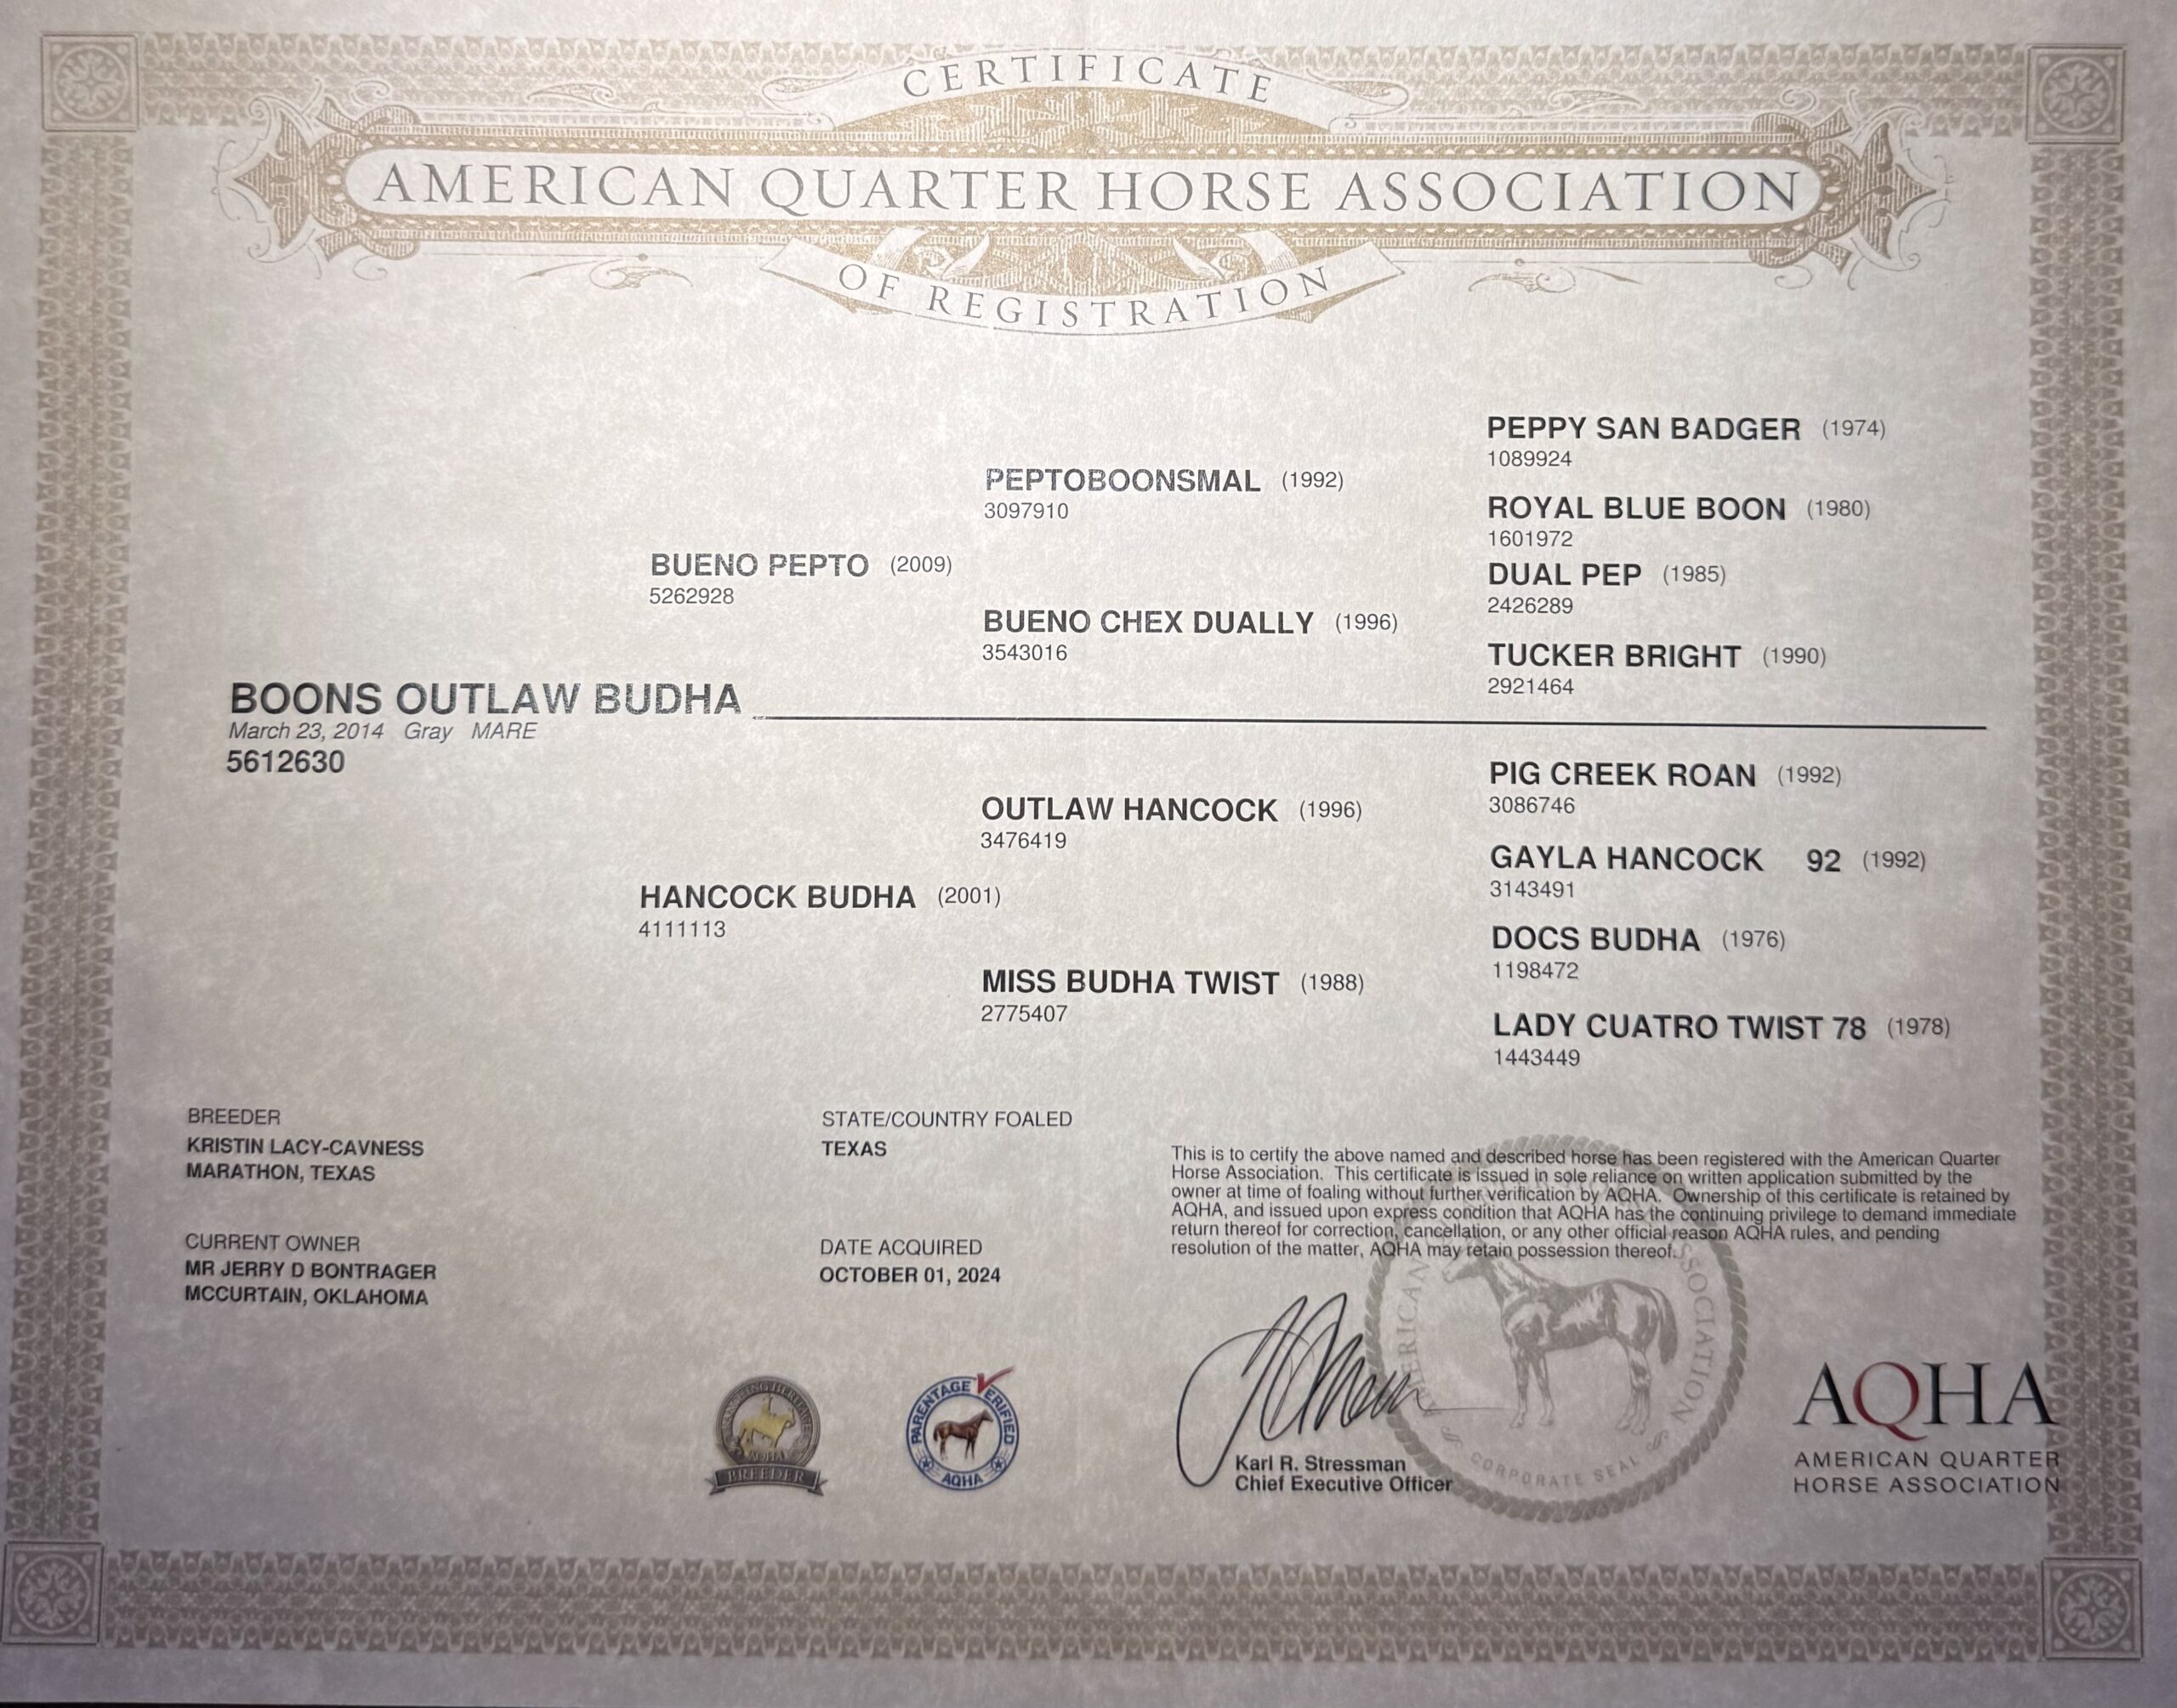 CERTIFICATE
AMERICAN QUARTER HORSE ASSOCIATION
OF REGISTRATION
PEPPY SAN BADGER (1974)
1089924
PEPTOBOONSMAL (1992)
3097910
ROYAL BLUE BOON (1980)
1601972
BUENO PEPTO (2009)
5262928
DUAL PEP (1985)
2426289
BUENO CHEX DUALLY (1996)
3543016
TUCKER BRIGHT (1990)
2921464
BOONS OUTLAW BUDHA
March 23, 2014 Gray MARE
5612630
PIG CREEK ROAN (1992)
3086746
OUTLAW HANCOCK (1996)
3476419
GAYLA HANCOCK 92 (1992)
3143491
HANCOCK BUDHA (2001)
4111113
DOCS BUDHA (1976)
1198472
MISS BUDHA TWIST (1988)
2775407
LADY CUATRO TWIST 78 (1978)
1443449
BREEDER
KRISTIN LACY-CAVNESS
MARATHON, TEXAS
STATE/COUNTRY FOALED
TEXAS
CURRENT OWNER
MR JERRY D BONTRAGER
MCCURTAIN, OKLAHOMA
DATE ACQUIRED
OCTOBER 01, 2024
This is to certify the above named and described horse has been registered with the American Quarter
Horse Association. This certificate is issued in sole reliance on written application submitted by the
owner at time of foaling without further verification by AQHA. Ownership of this certificate is retained by
AQHA, and issued upon express condition that AQHA has the continuing privilege to demand immediate
return thereof for correction, cancellation, or any other official reason AQHA rules, and pending
resolution of the matter, AQHA may retain possession thereof.
AQHA
BREEDER
PARENTAGE VERIFIED
AQHA
Karl R. Stressman
Chief Executive Officer
ASSOCIATION
CORPORATE SEAL
AQHA
AMERICAN QUARTER
HORSE ASSOCIATION